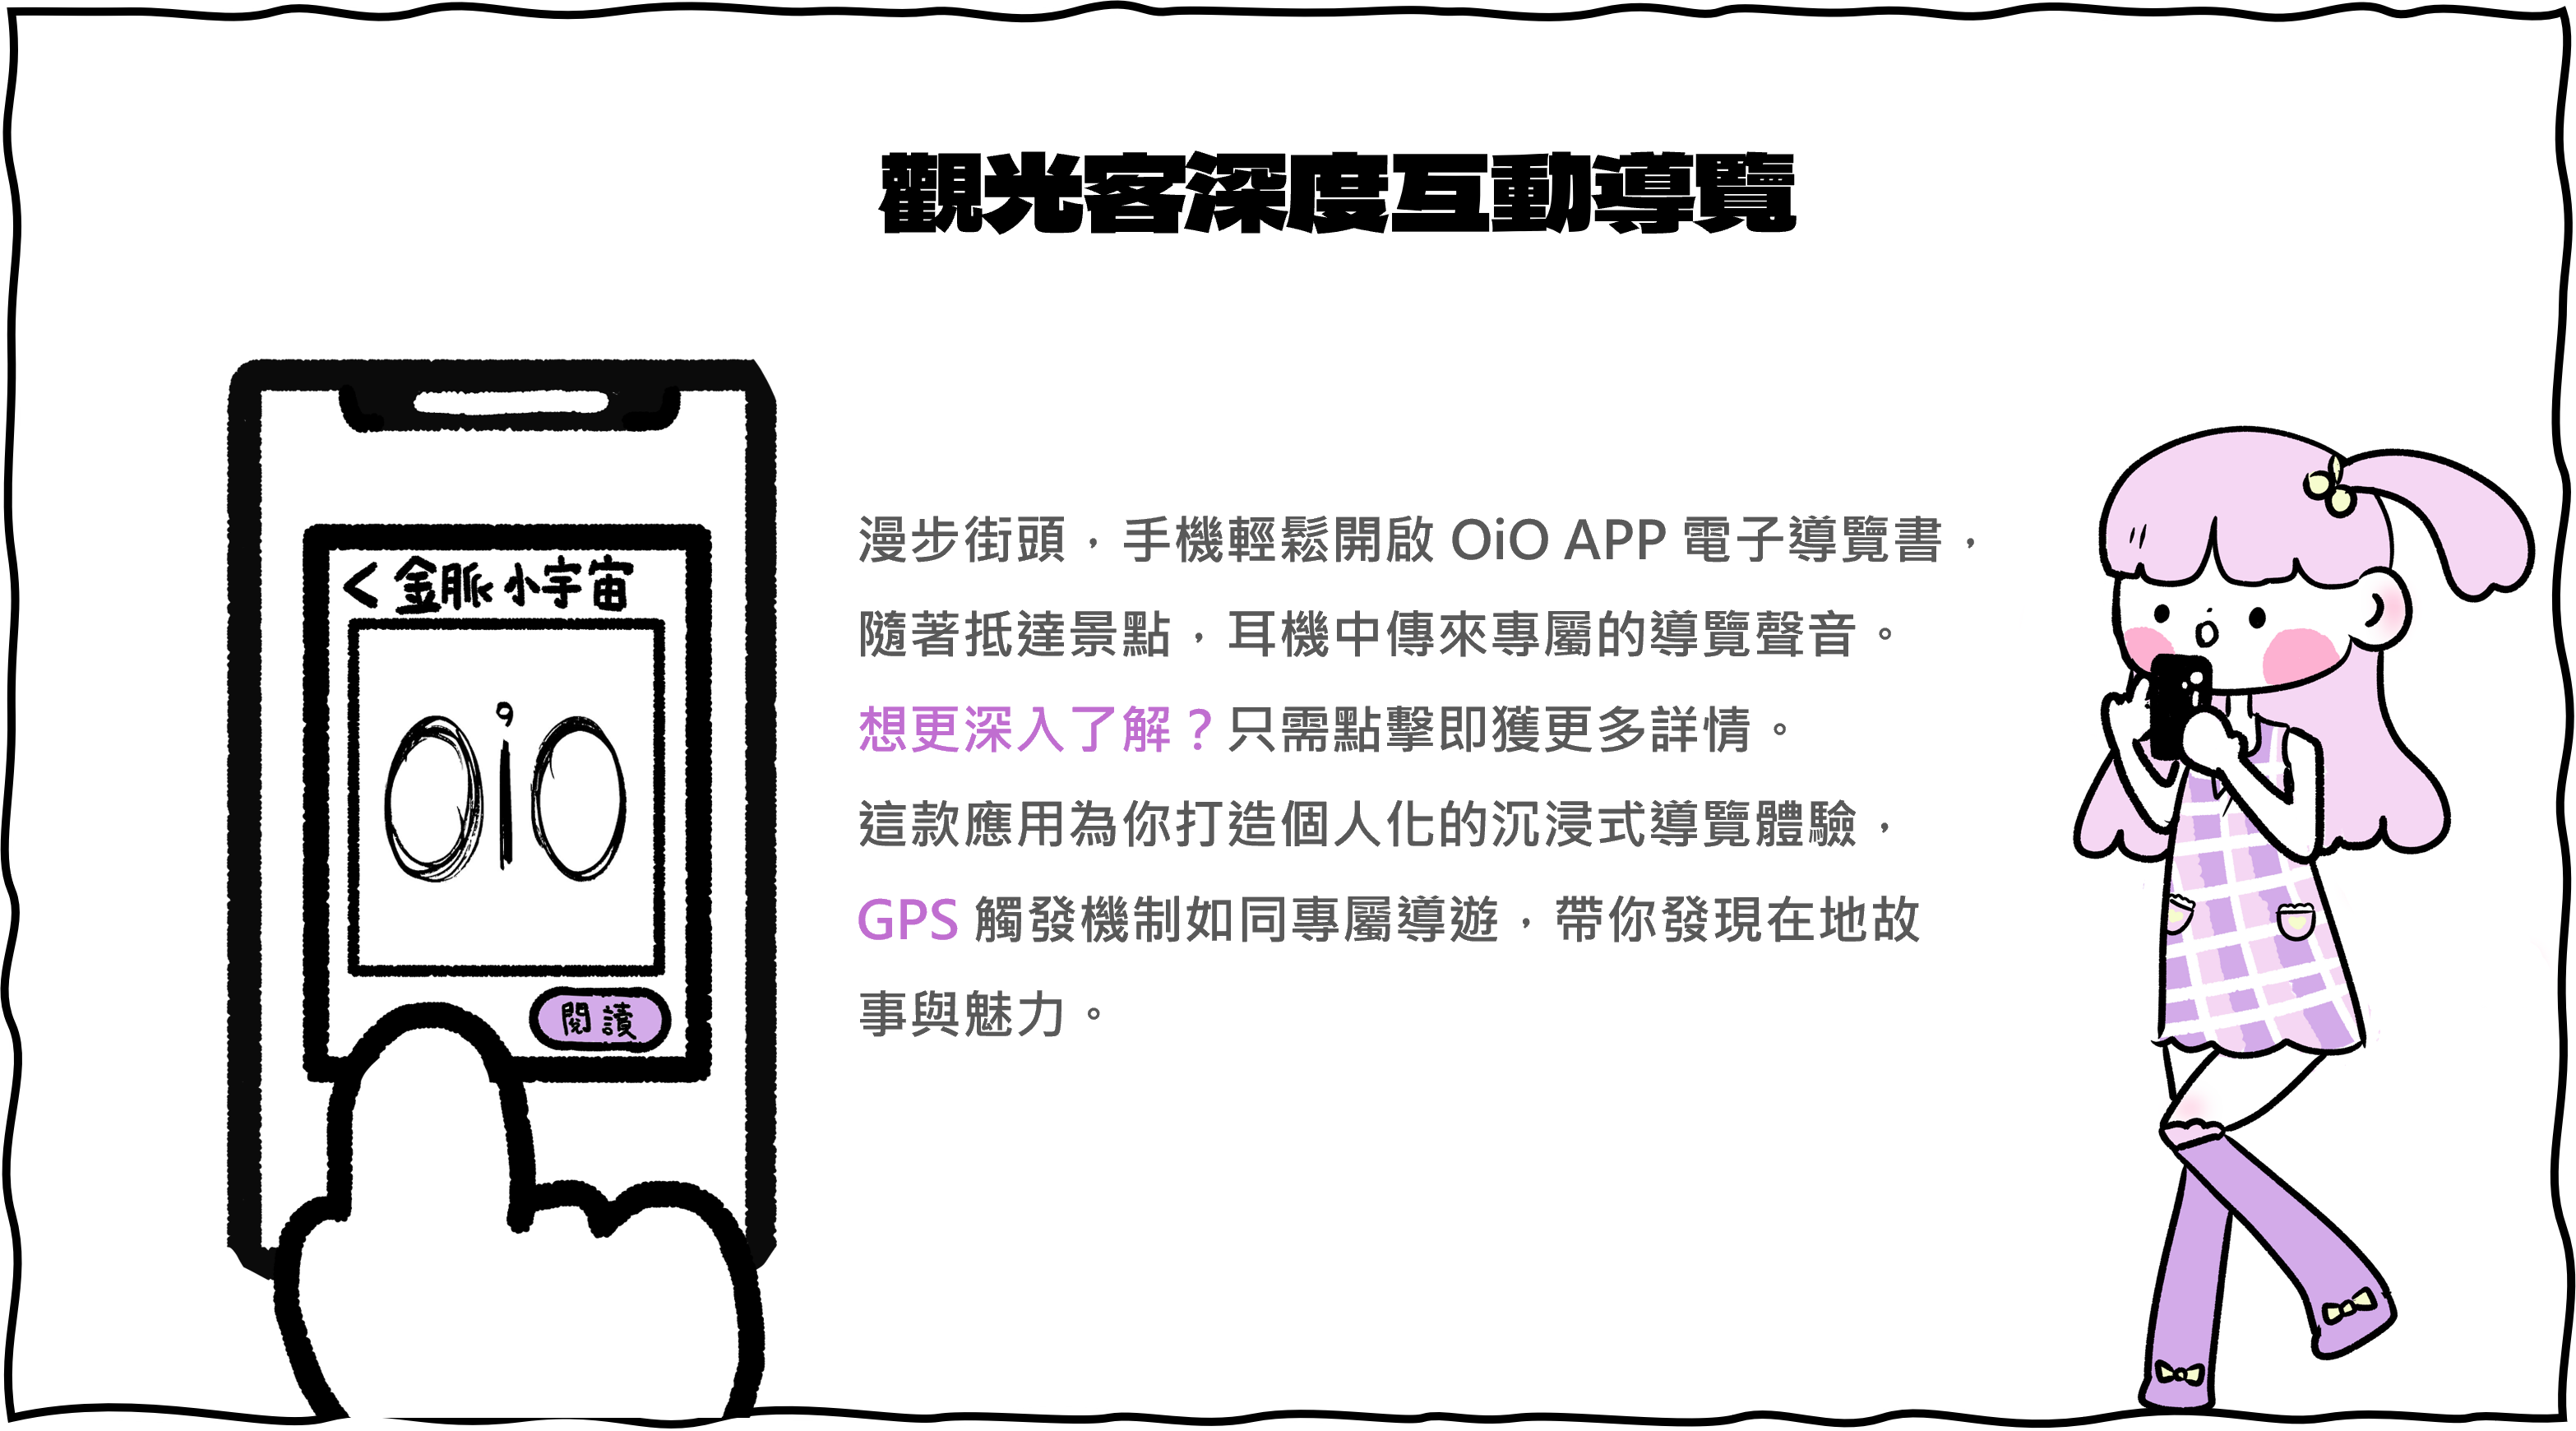 觀光客深度互動導覽
< 金脈小宇宙
OiO
閱讀
漫步街頭，手機輕鬆開啟 OiO APP 電子導覽書，
隨著抵達景點，耳機中傳來專屬的導覽聲音。
想更深入了解？只需點擊即獲更多詳情。
這款應用為你打造個人化的沉浸式導覽體驗，
GPS 觸發機制如同專屬導遊，帶你發現在地故
事與魅力。